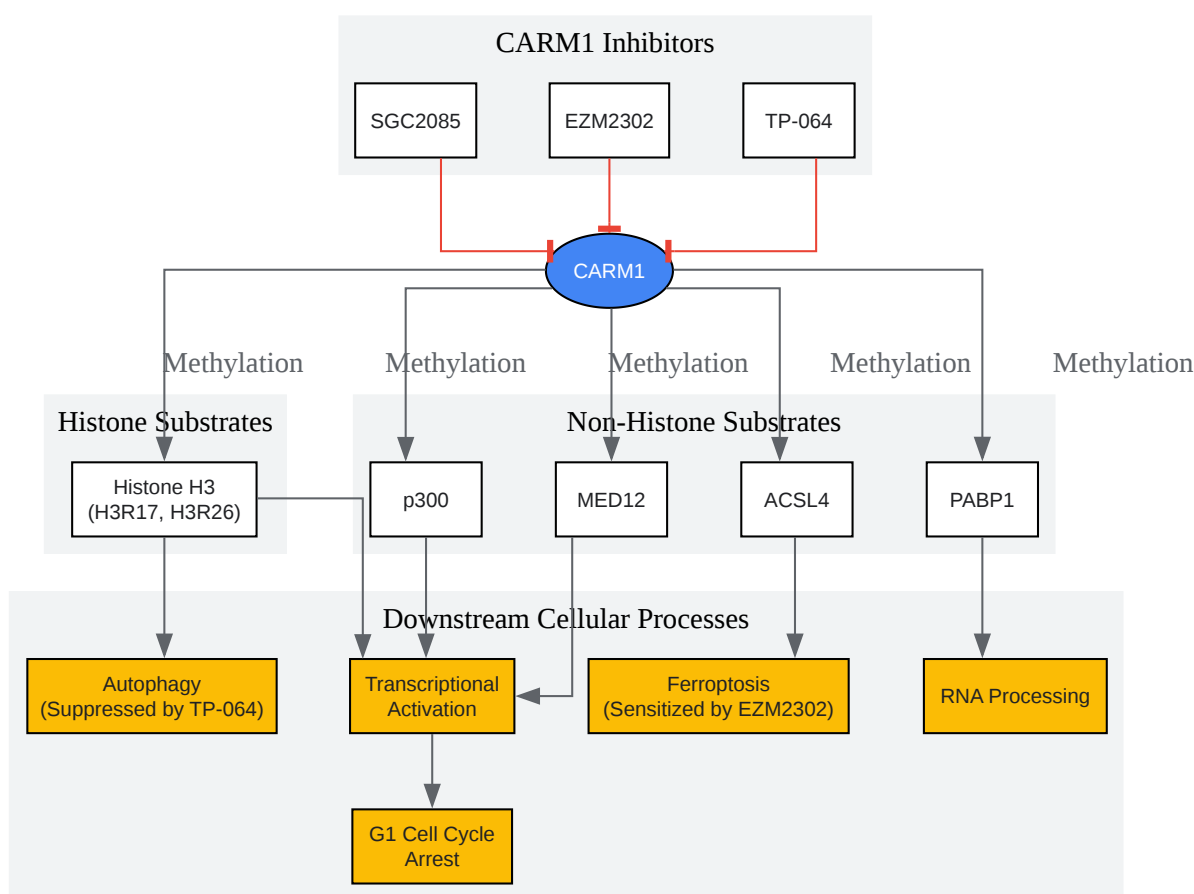 CARM1 Inhibitors
SGC2085
EZM2302
TP-064
CARM1
Methylation
Methylation
Methylation
Methylation
Methylation
Histone Substrates
Non-Histone Substrates
Histone H3
(H3R17, H3R26)
p300
MED12
ACSL4
PABP1
Downstream Cellular Processes
Autophagy
(Suppressed by TP-064)
Transcriptional
Activation
Ferroptosis
(Sensitized by EZM2302)
RNA Processing
G1 Cell Cycle
Arrest